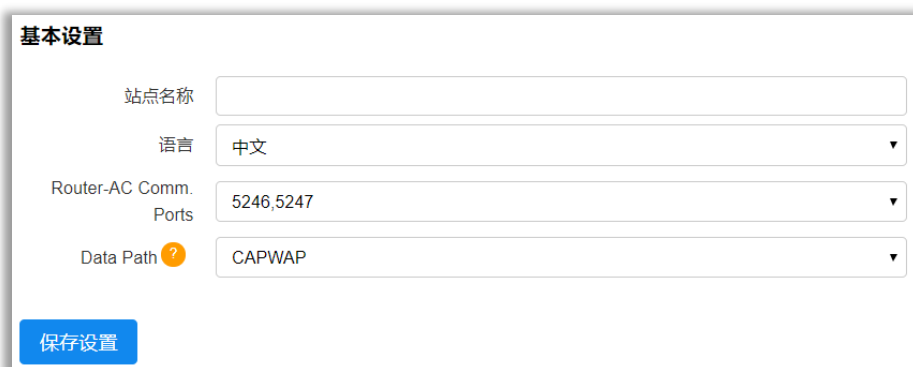 基本设置
站点名称
语言 中文
Router-AC Comm.
Ports 5246,5247
Data Path ? CAPWAP
保存设置